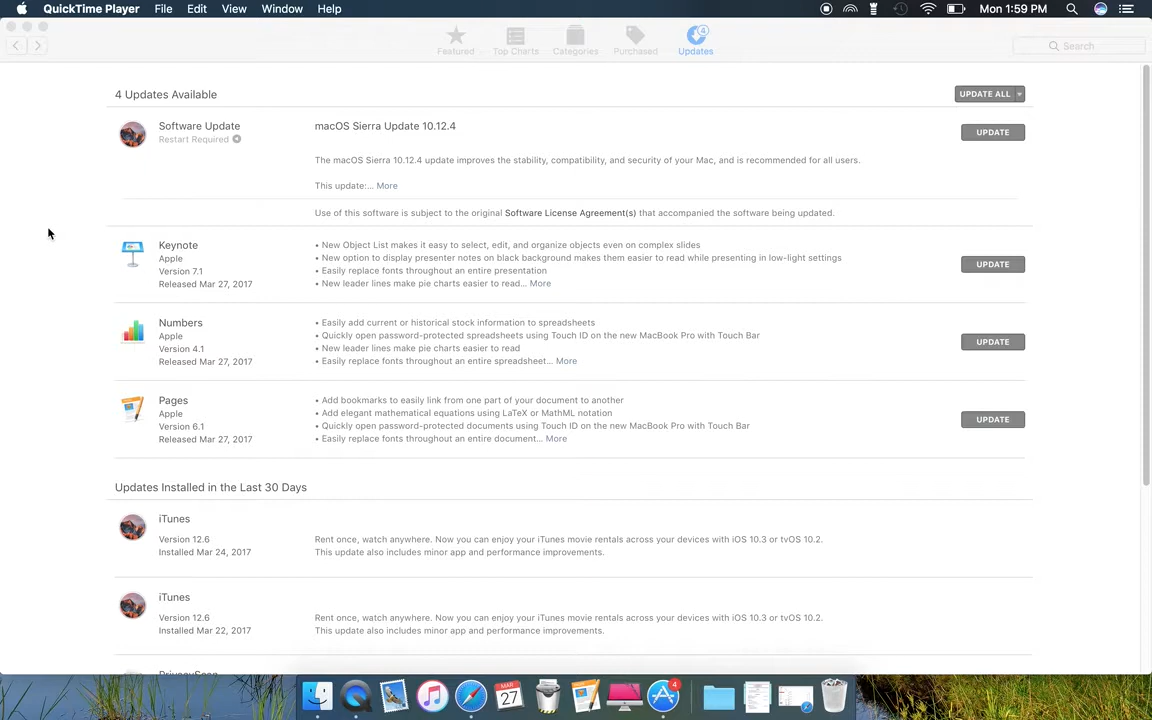 QuickTime Player File Edit View Window Help Mon 1:59 PM
Featured Top Charts Categories Purchased Updates Search
4
4 Updates Available UPDATE ALL
Software Update macOS Sierra Update 10.12.4 UPDATE
Restart Required
The macOS Sierra 10.12.4 update improves the stability, compatibility, and security of your Mac, and is recommended for all users.
This update:... More
Use of this software is subject to the original Software License Agreement(s) that accompanied the software being updated.
Keynote
Apple
Version 7.1
Released Mar 27, 2017
• New Object List makes it easy to select, edit, and organize objects even on complex slides
• New option to display presenter notes on black background makes them easier to read while presenting in low-light settings
• Easily replace fonts throughout an entire presentation
• New leader lines make pie charts easier to read... More
UPDATE
Numbers
Apple
Version 4.1
Released Mar 27, 2017
• Easily add current or historical stock information to spreadsheets
• Quickly open password-protected spreadsheets using Touch ID on the new MacBook Pro with Touch Bar
• New leader lines make pie charts easier to read
• Easily replace fonts throughout an entire spreadsheet... More
UPDATE
Pages
Apple
Version 6.1
Released Mar 27, 2017
• Add bookmarks to easily link from one part of your document to another
• Add elegant mathematical equations using LaTeX or MathML notation
• Quickly open password-protected documents using Touch ID on the new MacBook Pro with Touch Bar
• Easily replace fonts throughout an entire document... More
UPDATE
Updates Installed in the Last 30 Days
iTunes
Version 12.6
Installed Mar 24, 2017
Rent once, watch anywhere. Now you can enjoy your iTunes movie rentals across your devices with iOS 10.3 or tvOS 10.2.
This update also includes minor app and performance improvements.
iTunes
Version 12.6
Installed Mar 22, 2017
Rent once, watch anywhere. Now you can enjoy your iTunes movie rentals across your devices with iOS 10.3 or tvOS 10.2.
This update also includes minor app and performance improvements.
PrivacyScan
MAR
27
4